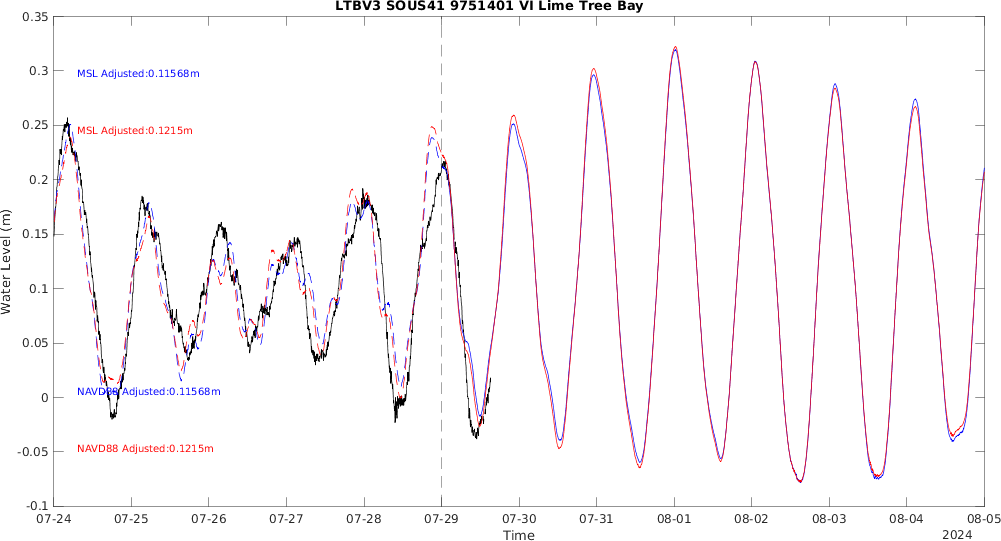 LTBV3 SOUS41 9751401 VI Lime Tree Bay
0.35
0.3
0.25
0.2
0.15
0.1
0.05
0
-0.05
-0.1
Water Level (m)
MSL Adjusted:0.11568m
MSL Adjusted:0.1215m
NAVD88 Adjusted:0.11568m
NAVD88 Adjusted:0.1215m
07-24 07-25 07-26 07-27 07-28 07-29 07-30 07-31 08-01 08-02 08-03 08-04 08-05
Time
2024